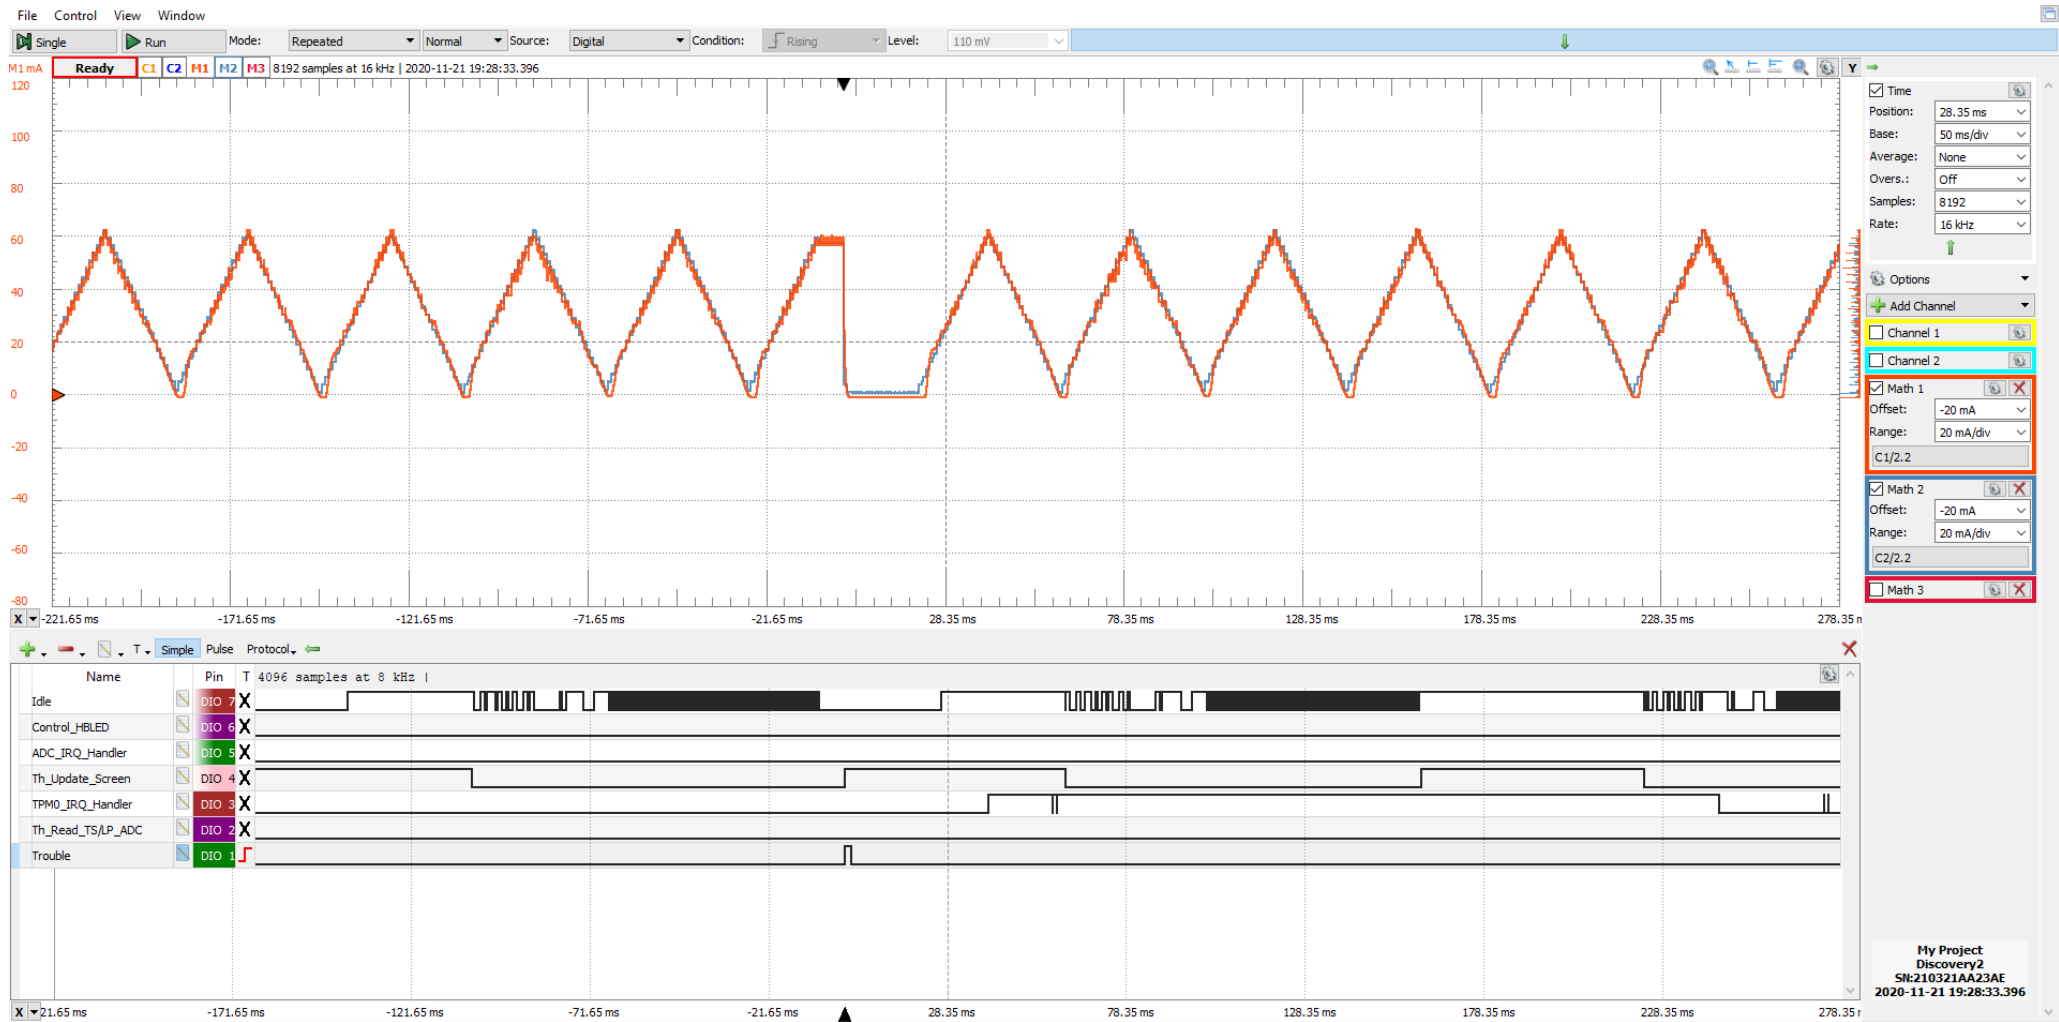 File Control View Window
Single Run Mode: Repeated Normal Source: Digital Condition: Rising Level: 110 mV
M1 mA Ready C1 C2 M1 M2 M3 8192 samples at 16 kHz | 2020-11-21 19:28:33.396 Y
120
100
80
60
40
20
0
-20
-40
-60
-80
X -221.65 ms -171.65 ms -121.65 ms -71.65 ms -21.65 ms 28.35 ms 78.35 ms 128.35 ms 178.35 ms 228.35 ms 278.35
Time
Position: 28.35 ms
Base: 50 ms/div
Average: None
Overs.: Off
Samples: 8192
Rate: 16 kHz
Options
Add Channel
Channel 1
Channel 2
Math 1
Offset: -20 mA
Range: 20 mA/div
C1/2.2
Math 2
Offset: -20 mA
Range: 20 mA/div
C2/2.2
Math 3
T Simple Pulse Protocol
Name Pin T 4096 samples at 8 kHz |
Idle DIO 7 X
Control_HBLED DIO 6 X
ADC_IRQ_Handler DIO 5 X
Th_Update_Screen DIO 4 X
TPM0_IRQ_Handler DIO 3 X
Th_Read_TS/LP_ADC DIO 2 X
Trouble DIO 1
X 21.65 ms -171.65 ms -121.65 ms -71.65 ms -21.65 ms 28.35 ms 78.35 ms 128.35 ms 178.35 ms 228.35 ms 278.35
My Project
Discovery2
SN:210321AA23AE
2020-11-21 19:28:33.396